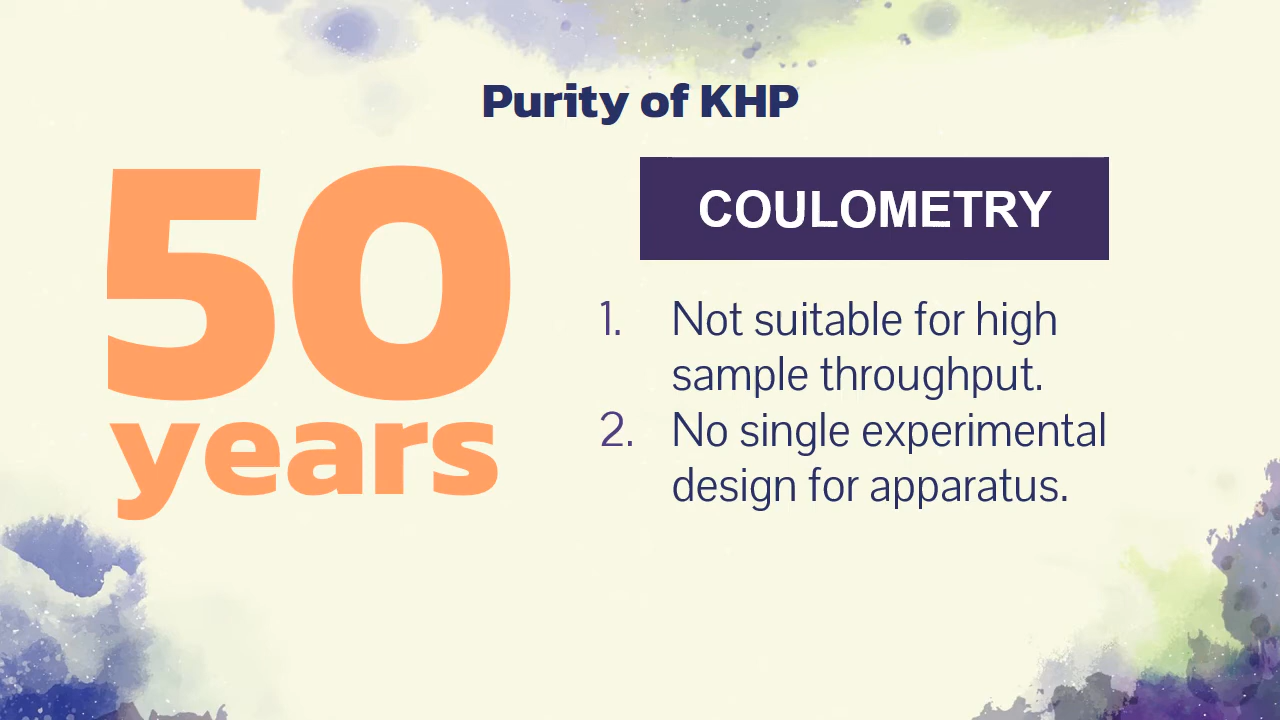 Purity of KHP
50
years
COULOMETRY
1. Not suitable for high
sample throughput.
2. No single experimental
design for apparatus.